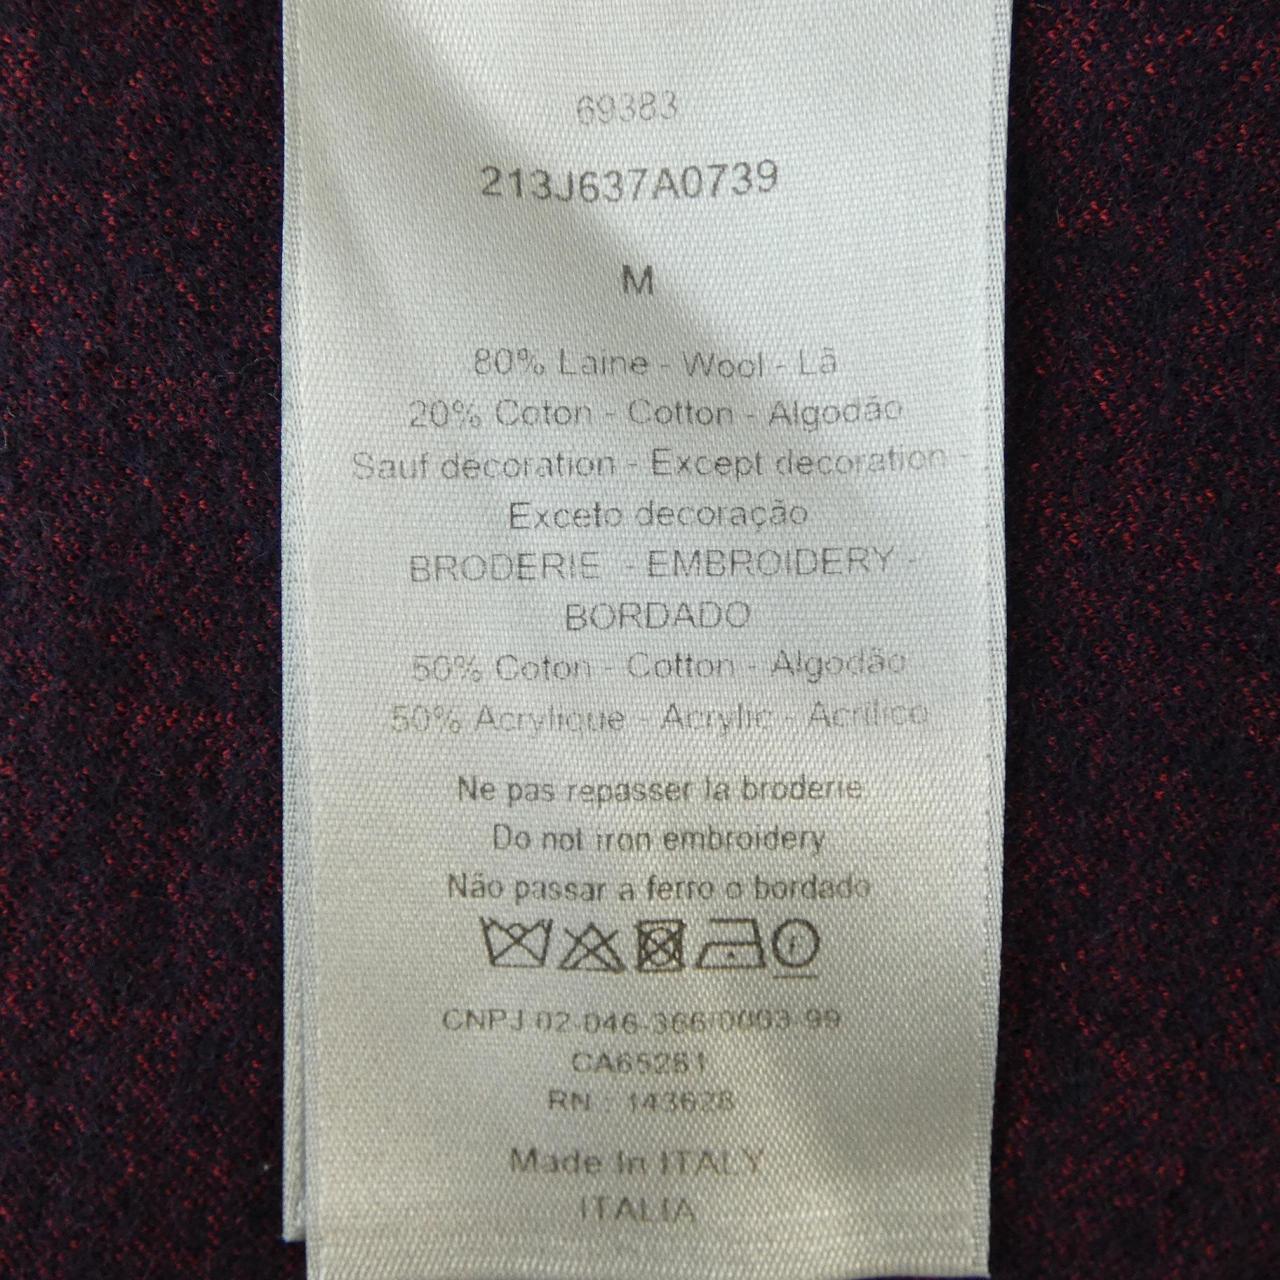 69383
213J637A0739
M
80% Laine - Wool - Lã
20% Coton - Cotton - Algodão
Sauf decoration - Except decoration -
Exceto decoração
BRODERIE - EMBROIDERY -
BORDADO
50% Coton - Cotton - Algodão
50% Acrylique - Acrylic - Acrílico
Ne pas repasser la broderie
Do not iron embroidery
Não passar a ferro o bordado
CNPJ 02-046-366/0003-99
CA65281
RN : 143628
Made In ITALY
ITALIA